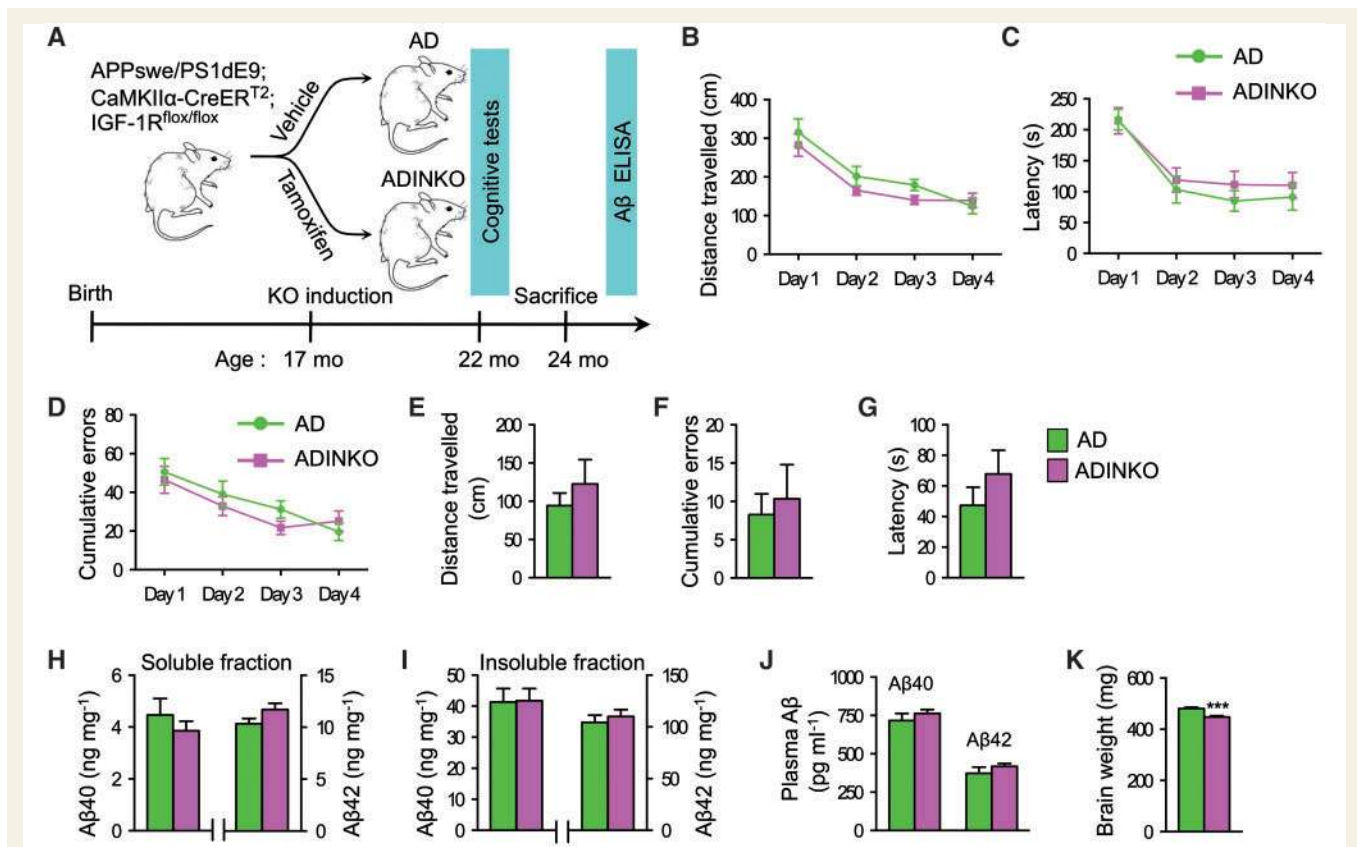 A
APPswe/PS1dE9;
CaMKIIα-CreERT2;
IGF-1Rflox/flox
Vehicle
Tamoxifen
AD
ADINKO
Cognitive tests
Aβ ELISA
Birth
KO induction
Sacrifice
Age : 17 mo
22 mo
24 mo
B
Distance travelled (cm)
400
300
200
100
0
Day 1 Day 2 Day 3 Day 4
C
AD
ADINKO
Latency (s)
250
200
150
100
50
0
Day 1 Day 2 Day 3 Day 4
D
AD
ADINKO
Cumulative errors
80
60
40
20
0
Day 1 Day 2 Day 3 Day 4
E
Distance travelled
(cm)
200
150
100
50
0
F
Cumulative errors
20
15
10
5
0
G
Latency (s)
100
80
60
40
20
0
AD
ADINKO
H
Soluble fraction
Aβ40 (ng mg-1)
6
4
2
0
15
10
5
0
Aβ42 (ng mg-1)
I
Insoluble fraction
Aβ40 (ng mg-1)
50
40
30
20
10
0
150
100
50
0
Aβ42 (ng mg-1)
J
Plasma Aβ
(pg ml-1)
1000
750
500
250
0
Aβ40
Aβ42
K
Brain weight (mg)
600
400
200
0
***